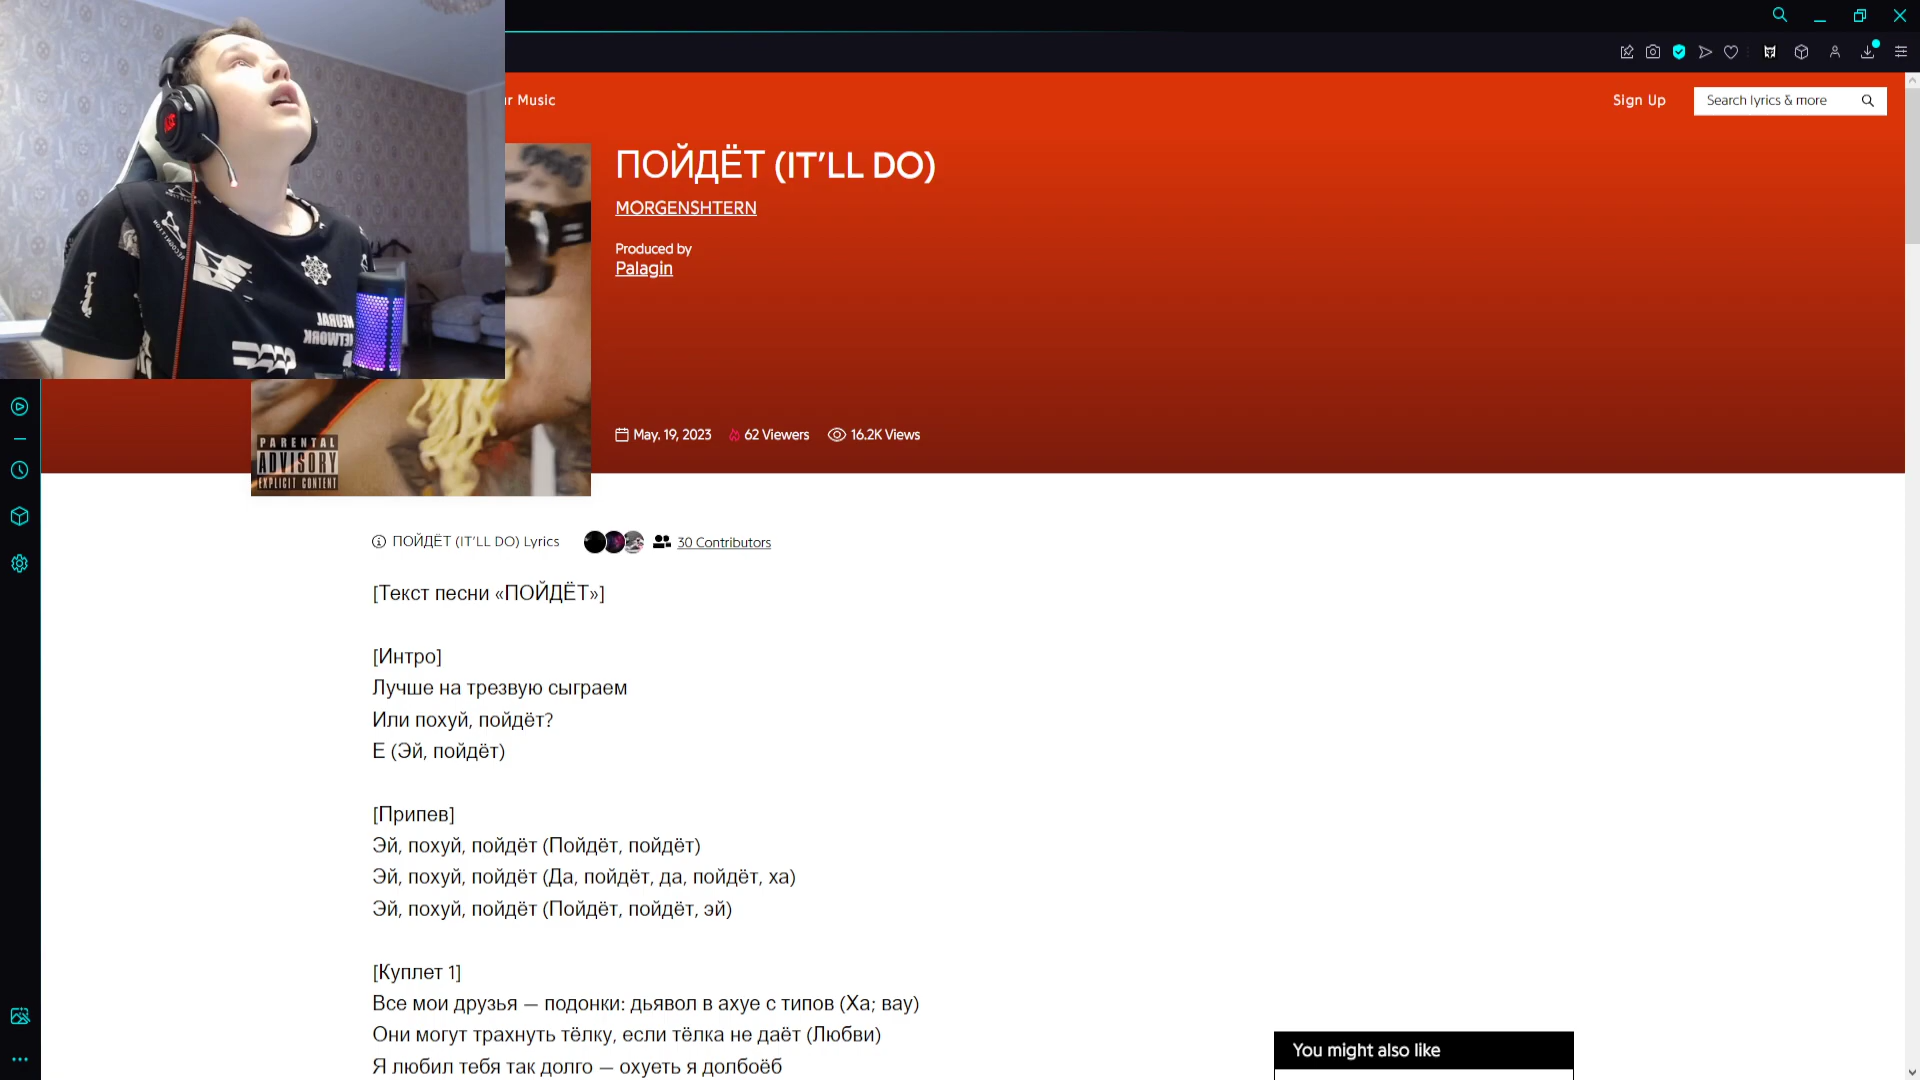 ur Music
Sign Up
Search lyrics & more
ПОЙДЁТ (IT’LL DO)
MORGENSHTERN
Produced by
Palagin
NEURAL
NETWORK
RECOGNITION
PARENTAL
ADVISORY
EXPLICIT CONTENT
May. 19, 2023
62 Viewers
16.2K Views
ПОЙДЁТ (IT’LL DO) Lyrics
30 Contributors
[Текст песни «ПОЙДЁТ»]
[Интро]
Лучше на трезвую сыграем
Или похуй, пойдёт?
Е (Эй, пойдёт)
[Припев]
Эй, похуй, пойдёт (Пойдёт, пойдёт)
Эй, похуй, пойдёт (Да, пойдёт, да, пойдёт, ха)
Эй, похуй, пойдёт (Пойдёт, пойдёт, эй)
[Куплет 1]
Все мои друзья — подонки: дьявол в ахуе с типов (Ха; вау)
Они могут трахнуть тёлку, если тёлка не даёт (Любви)
Я любил тебя так долго — охуеть я долбоёб
You might also like